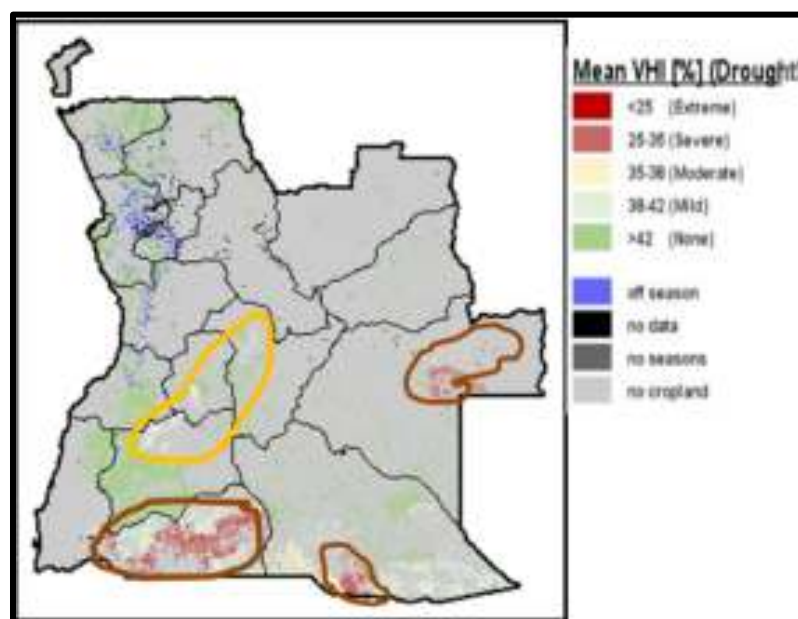 Mean VHI [%] (Drought)
<25 (Extreme)
25-35 (Severe)
35-38 (Moderate)
38-42 (Mild)
>42 (None)
off season
no data
no seasons
no cropland